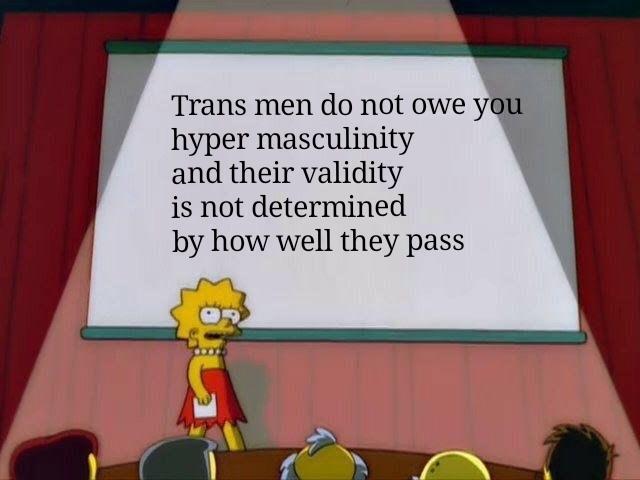 Trans men do not owe you
hyper masculinity
and their validity
is not determined
by how well they pass